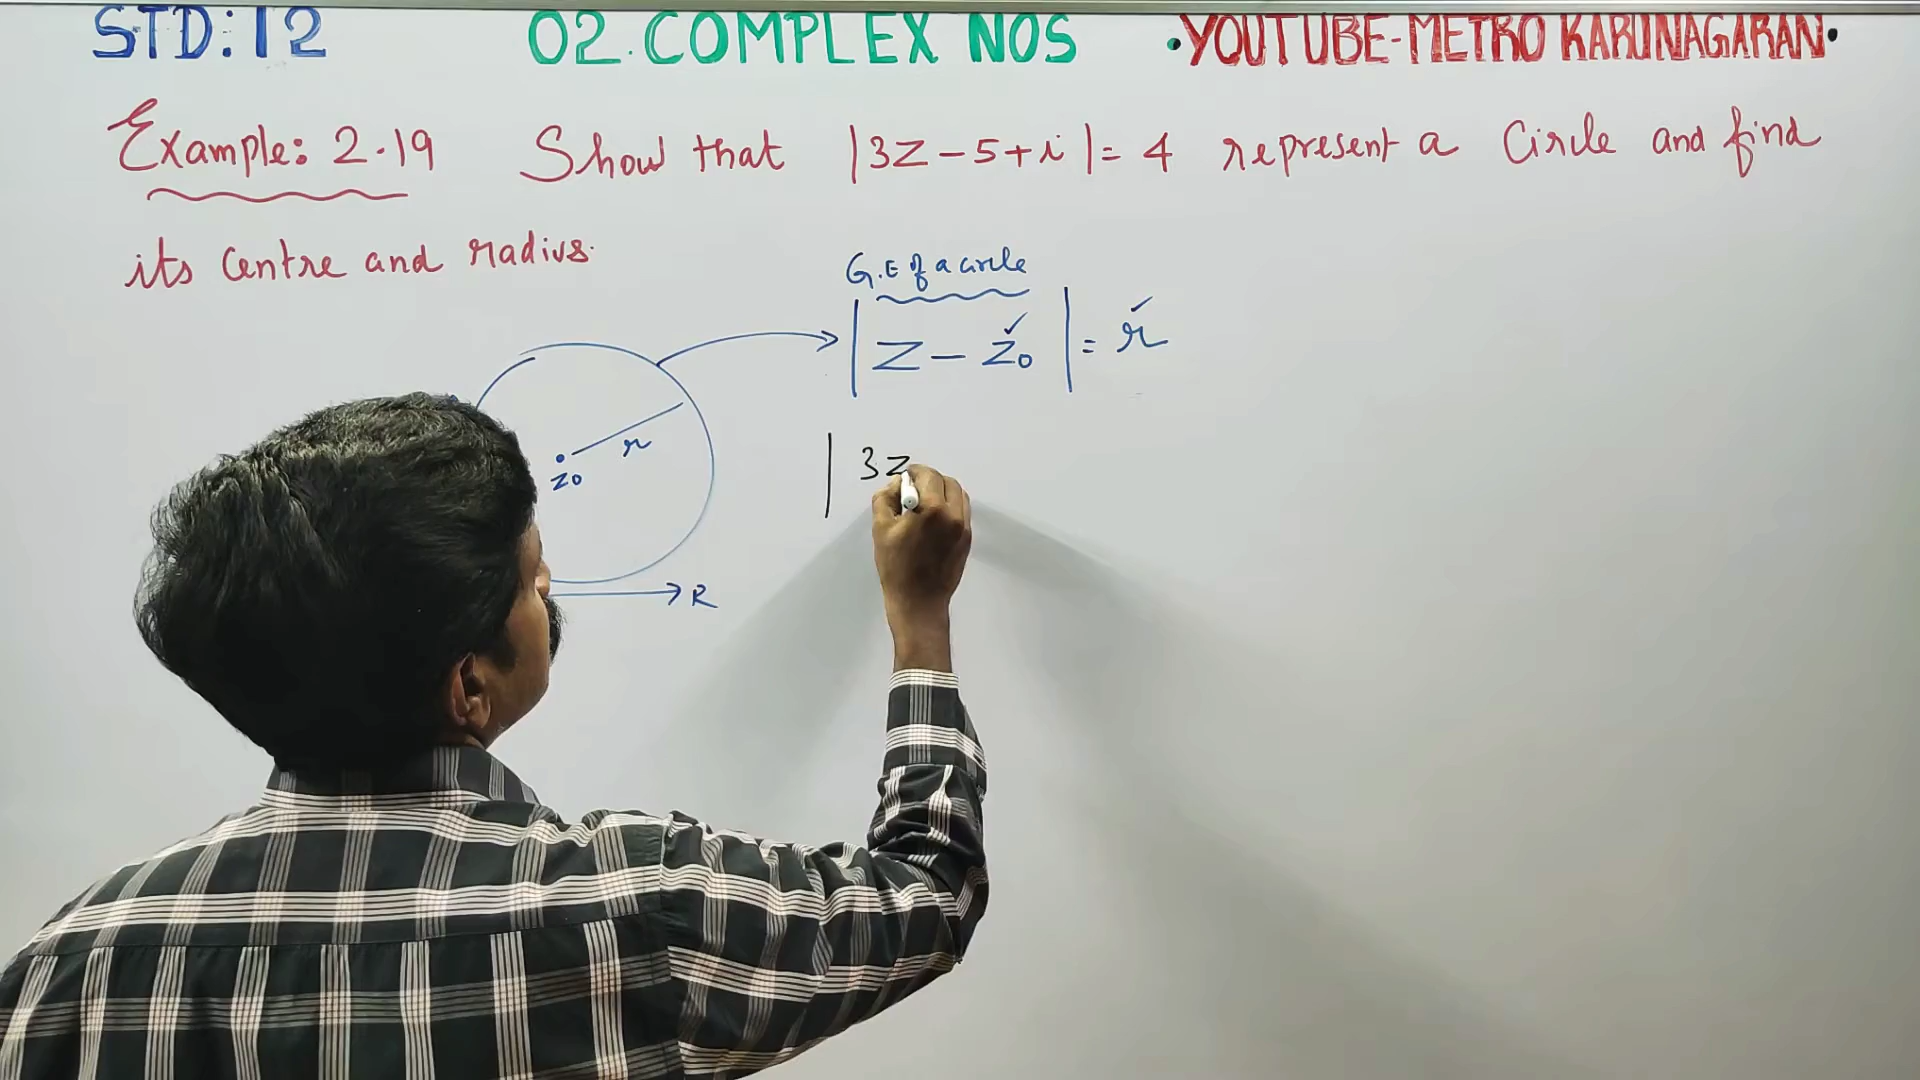 STD: 12 02. COMPLEX NOS •YOUTUBE-METRO KARUNAGARAN•
Example: 2.19 Show that |3Z-5+i|=4 represent a Circle and find
its Centre and radius.
G.E of a circle
|Z-Z₀|=r
r
Z₀
|3Z
R